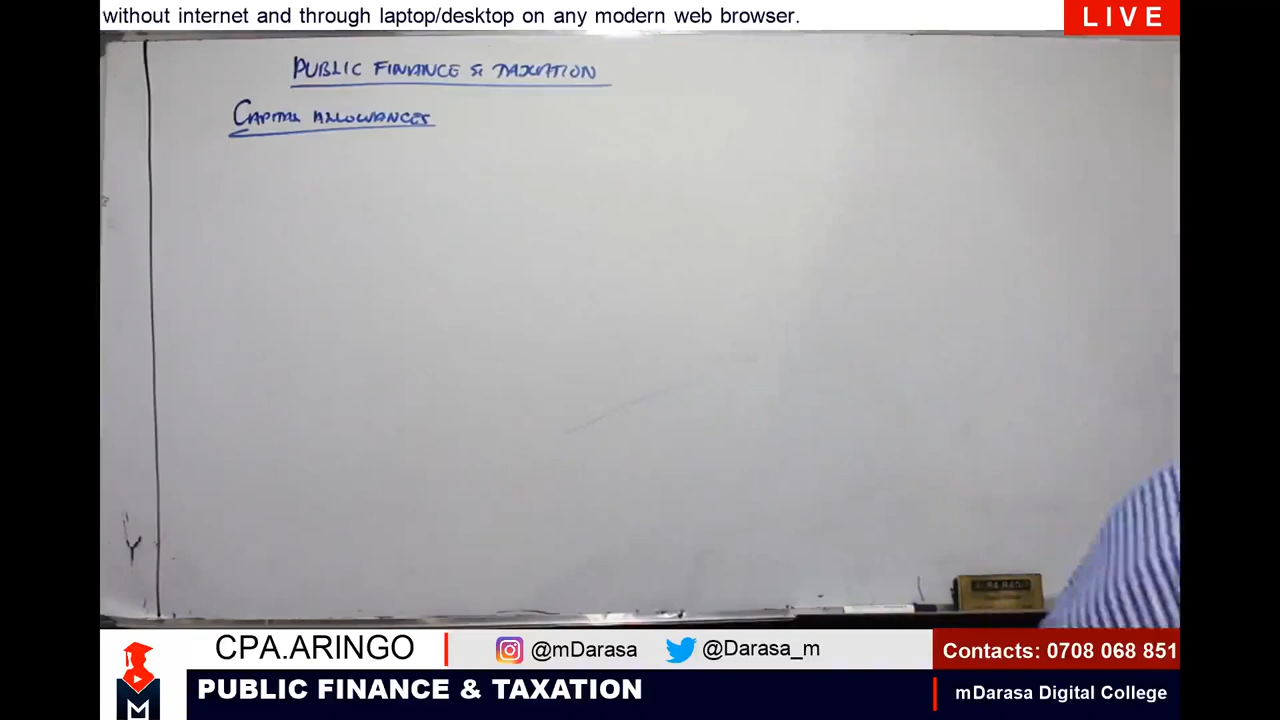 without internet and through laptop/desktop on any modern web browser.
LIVE
PUBLIC FINANCE & TAXATION
CAPITAL ALLOWANCES
CPA.ARINGO
@mDarasa
@Darasa_m
Contacts: 0708 068 851
PUBLIC FINANCE & TAXATION
mDarasa Digital College
M